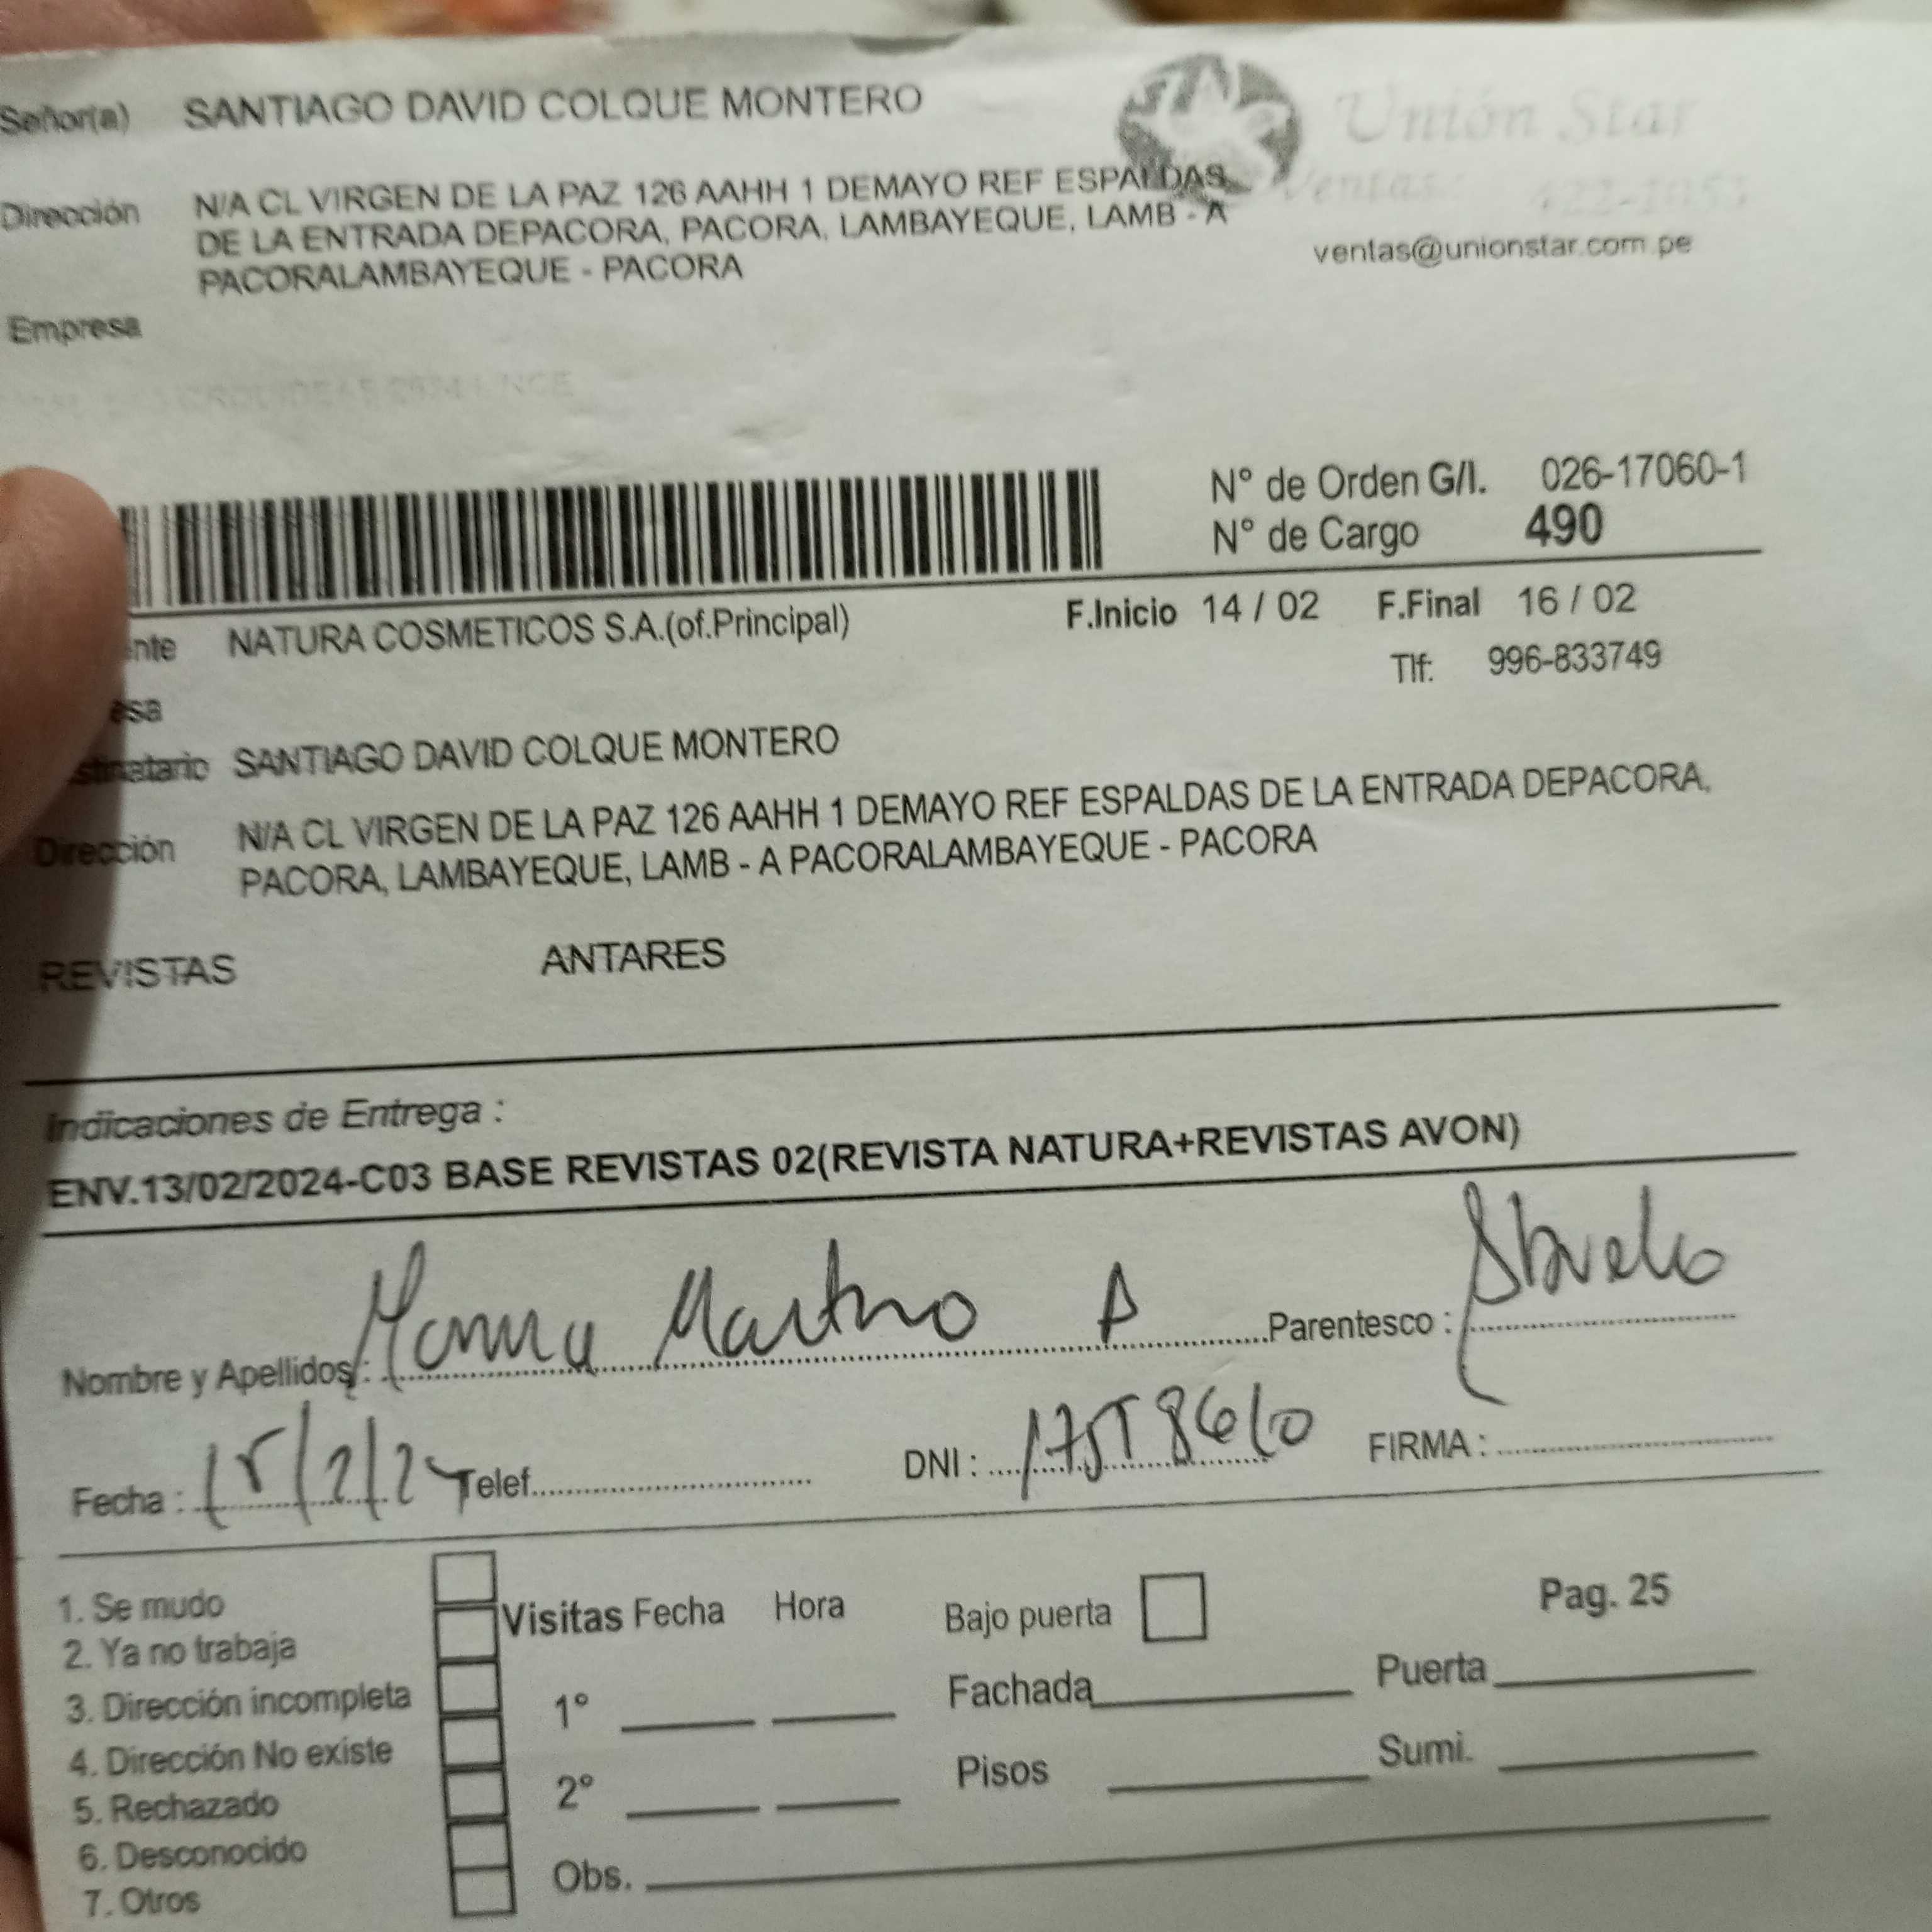 Señor(a) SANTIAGO DAVID COLQUE MONTERO
Unión Star
Dirección N/A CL VIRGEN DE LA PAZ 126 AAHH 1 DEMAYO REF ESPALDAS
DE LA ENTRADA DEPACORA, PACORA, LAMBAYEQUE, LAMB - A
PACORALAMBAYEQUE - PACORA
Ventas: 422-1053
ventas@unionstar.com.pe
Empresa
N° de Orden G/I. 026-17060-1
N° de Cargo 490
nte NATURA COSMETICOS S.A.(of.Principal) F.Inicio 14 / 02 F.Final 16 / 02
Tlf: 996-833749
esa
stinatario SANTIAGO DAVID COLQUE MONTERO
Dirección N/A CL VIRGEN DE LA PAZ 126 AAHH 1 DEMAYO REF ESPALDAS DE LA ENTRADA DEPACORA,
PACORA, LAMBAYEQUE, LAMB - A PACORALAMBAYEQUE - PACORA
REVISTAS ANTARES
Indicaciones de Entrega :
ENV.13/02/2024-C03 BASE REVISTAS 02(REVISTA NATURA+REVISTAS AVON)
Nombre y Apellidos : A Parentesco :
Fecha : 15/2/24 Telef. DNI : FIRMA :
1. Se mudo
2. Ya no trabaja
3. Dirección incompleta
4. Dirección No existe
5. Rechazado
6. Desconocido
7. Otros
Visitas Fecha Hora
1°
2°
Obs.
Bajo puerta
Pag. 25
Fachada Puerta
Pisos Sumi.